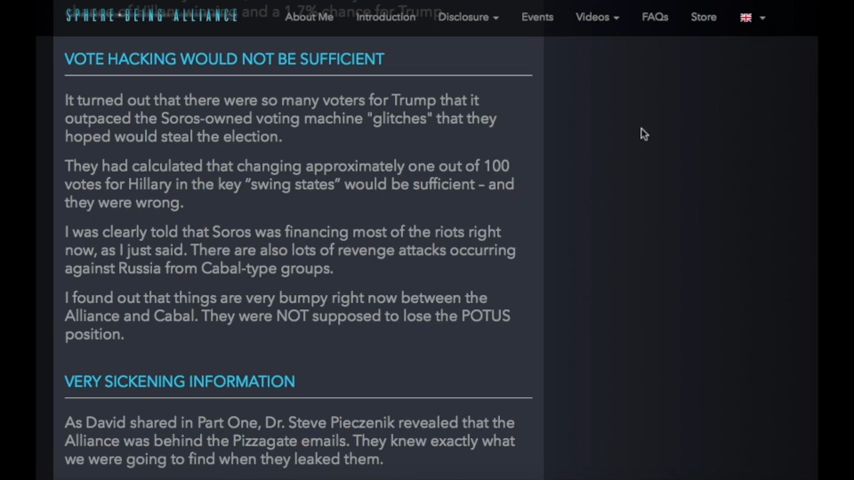 SPHERE BEING ALLIANCE
and a 1.7% chance for Trump.
About Me
Introduction
Disclosure
Events
Videos
FAQs
Store
VOTE HACKING WOULD NOT BE SUFFICIENT
It turned out that there were so many voters for Trump that it
outpaced the Soros-owned voting machine "glitches" that they
hoped would steal the election.
They had calculated that changing approximately one out of 100
votes for Hillary in the key “swing states” would be sufficient – and
they were wrong.
I was clearly told that Soros was financing most of the riots right
now, as I just said. There are also lots of revenge attacks occurring
against Russia from Cabal-type groups.
I found out that things are very bumpy right now between the
Alliance and Cabal. They were NOT supposed to lose the POTUS
position.
VERY SICKENING INFORMATION
As David shared in Part One, Dr. Steve Pieczenik revealed that the
Alliance was behind the Pizzagate emails. They knew exactly what
we were going to find when they leaked them.